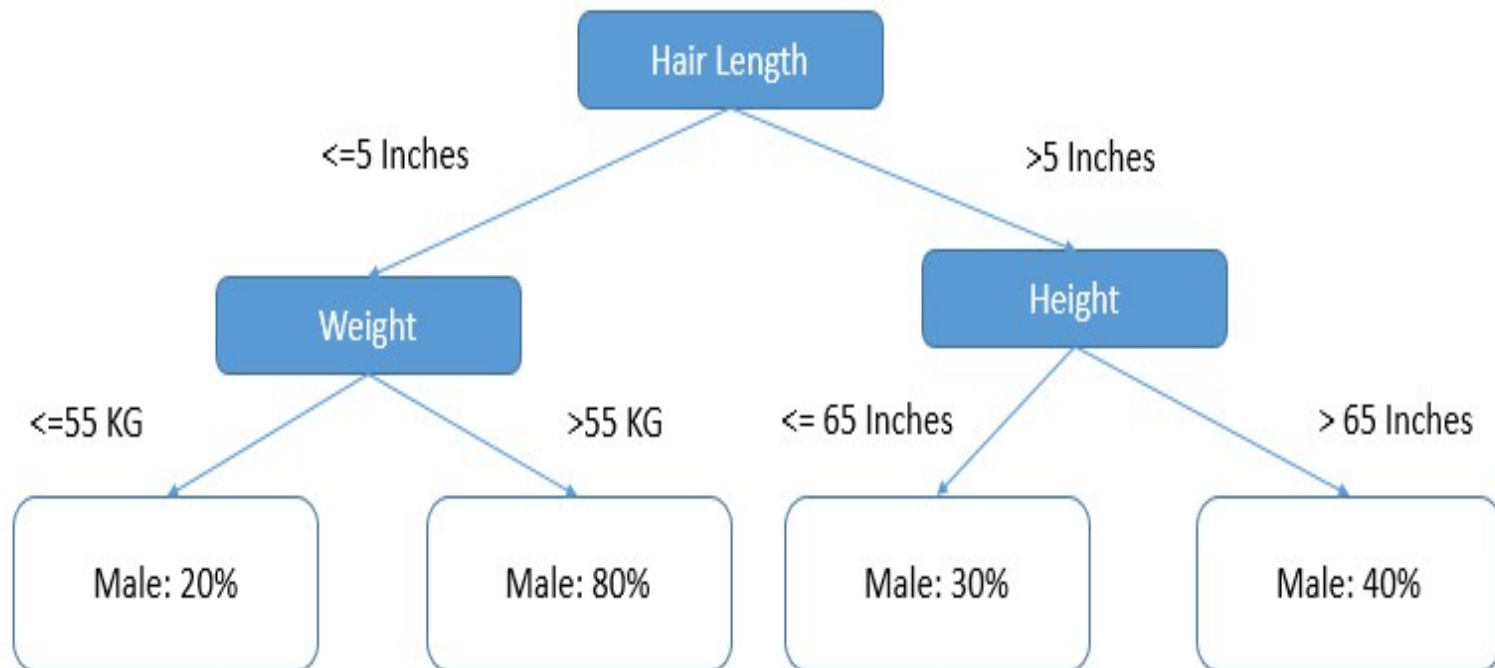 Hair Length
<=5 Inches
>5 Inches
Weight
Height
<=55 KG
>55 KG
<= 65 Inches
> 65 Inches
Male: 20%
Male: 80%
Male: 30%
Male: 40%